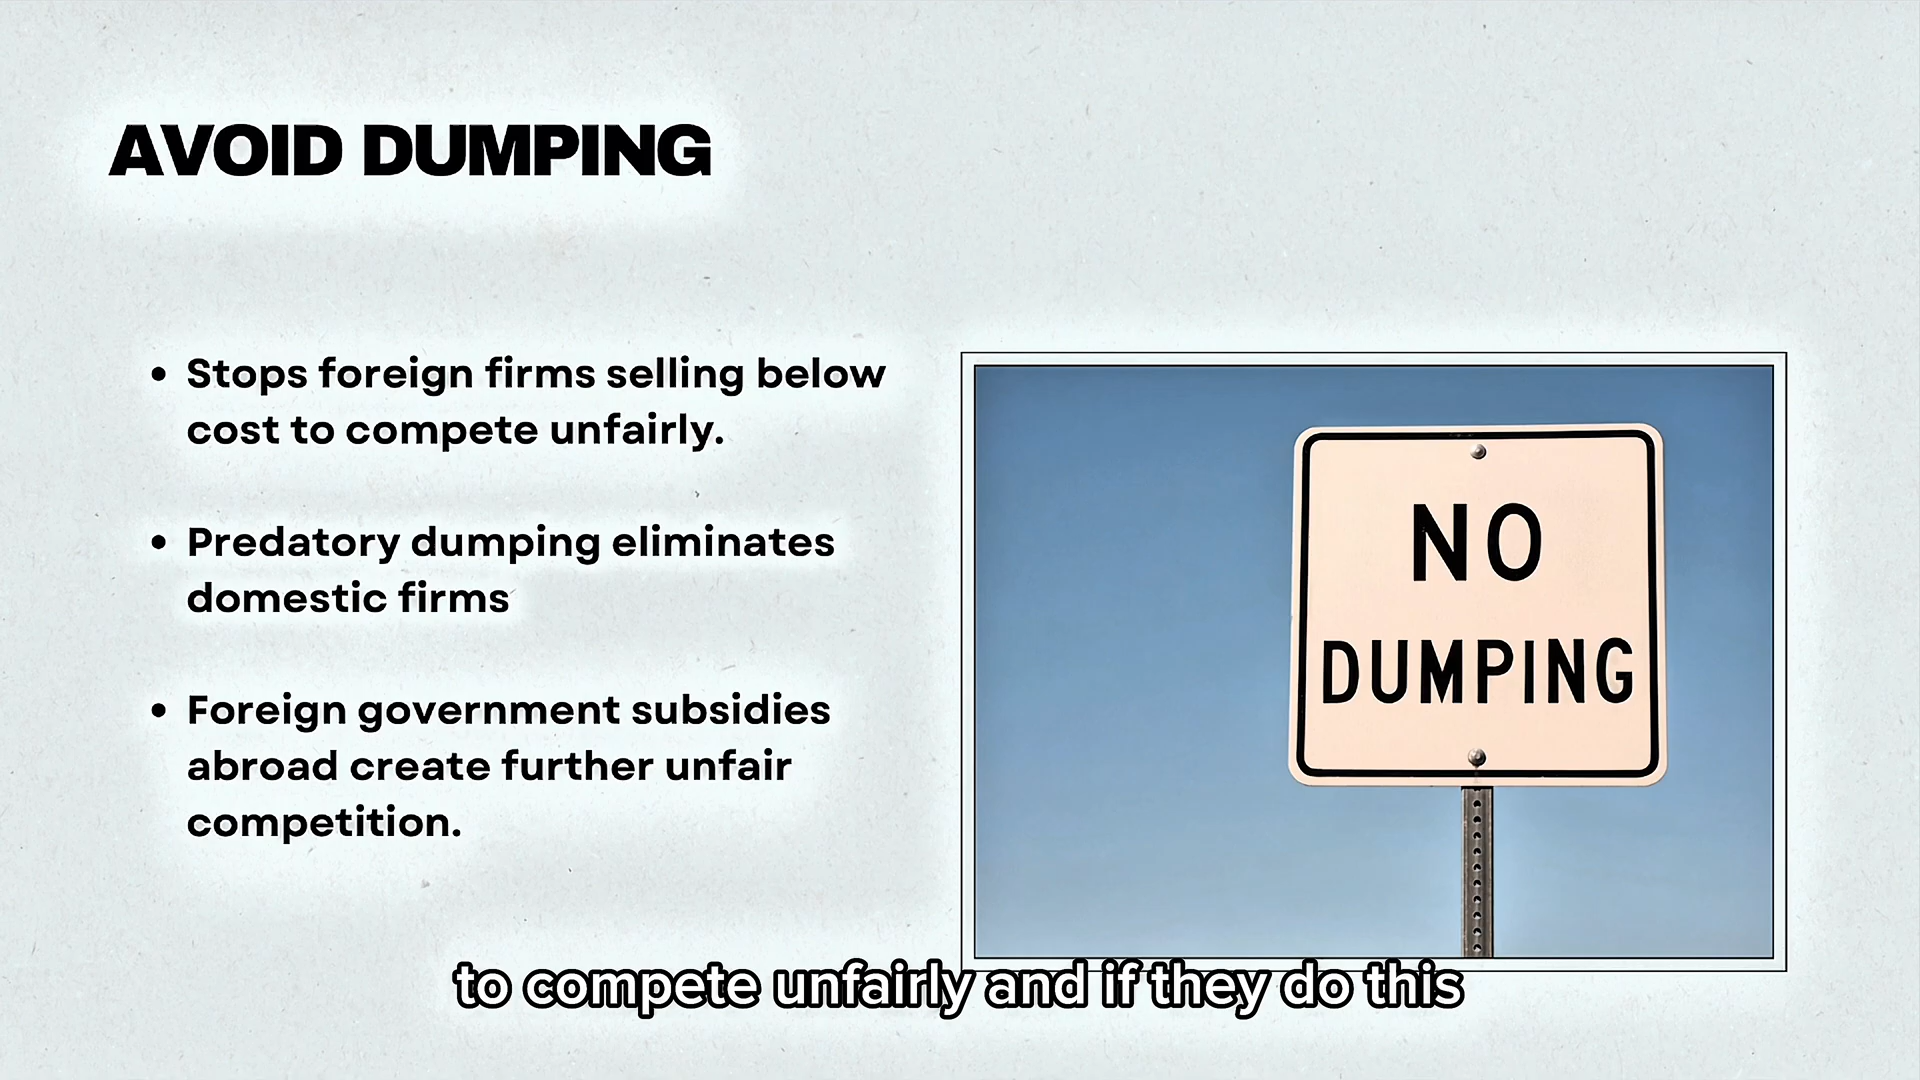 AVOID DUMPING
• Stops foreign firms selling below
cost to compete unfairly.
• Predatory dumping eliminates
domestic firms
• Foreign government subsidies
abroad create further unfair
competition.
NO
DUMPING
to compete unfairly and if they do this